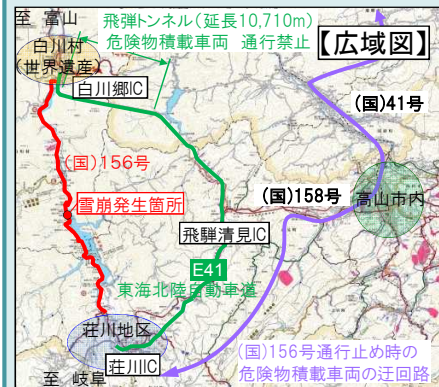 至 富山
飛弾トンネル(延長10,710m)
危険物積載車両 通行禁止
【広域図】
白川村
(世界遺産)
白川郷IC
(国)41号
(国)156号
(国)158号
高山市内
雪崩発生箇所
飛騨清見IC
E41
東海北陸自動車道
荘川地区
荘川IC
至 岐阜
(国)156号通行止め時の
危険物積載車両の迂回路